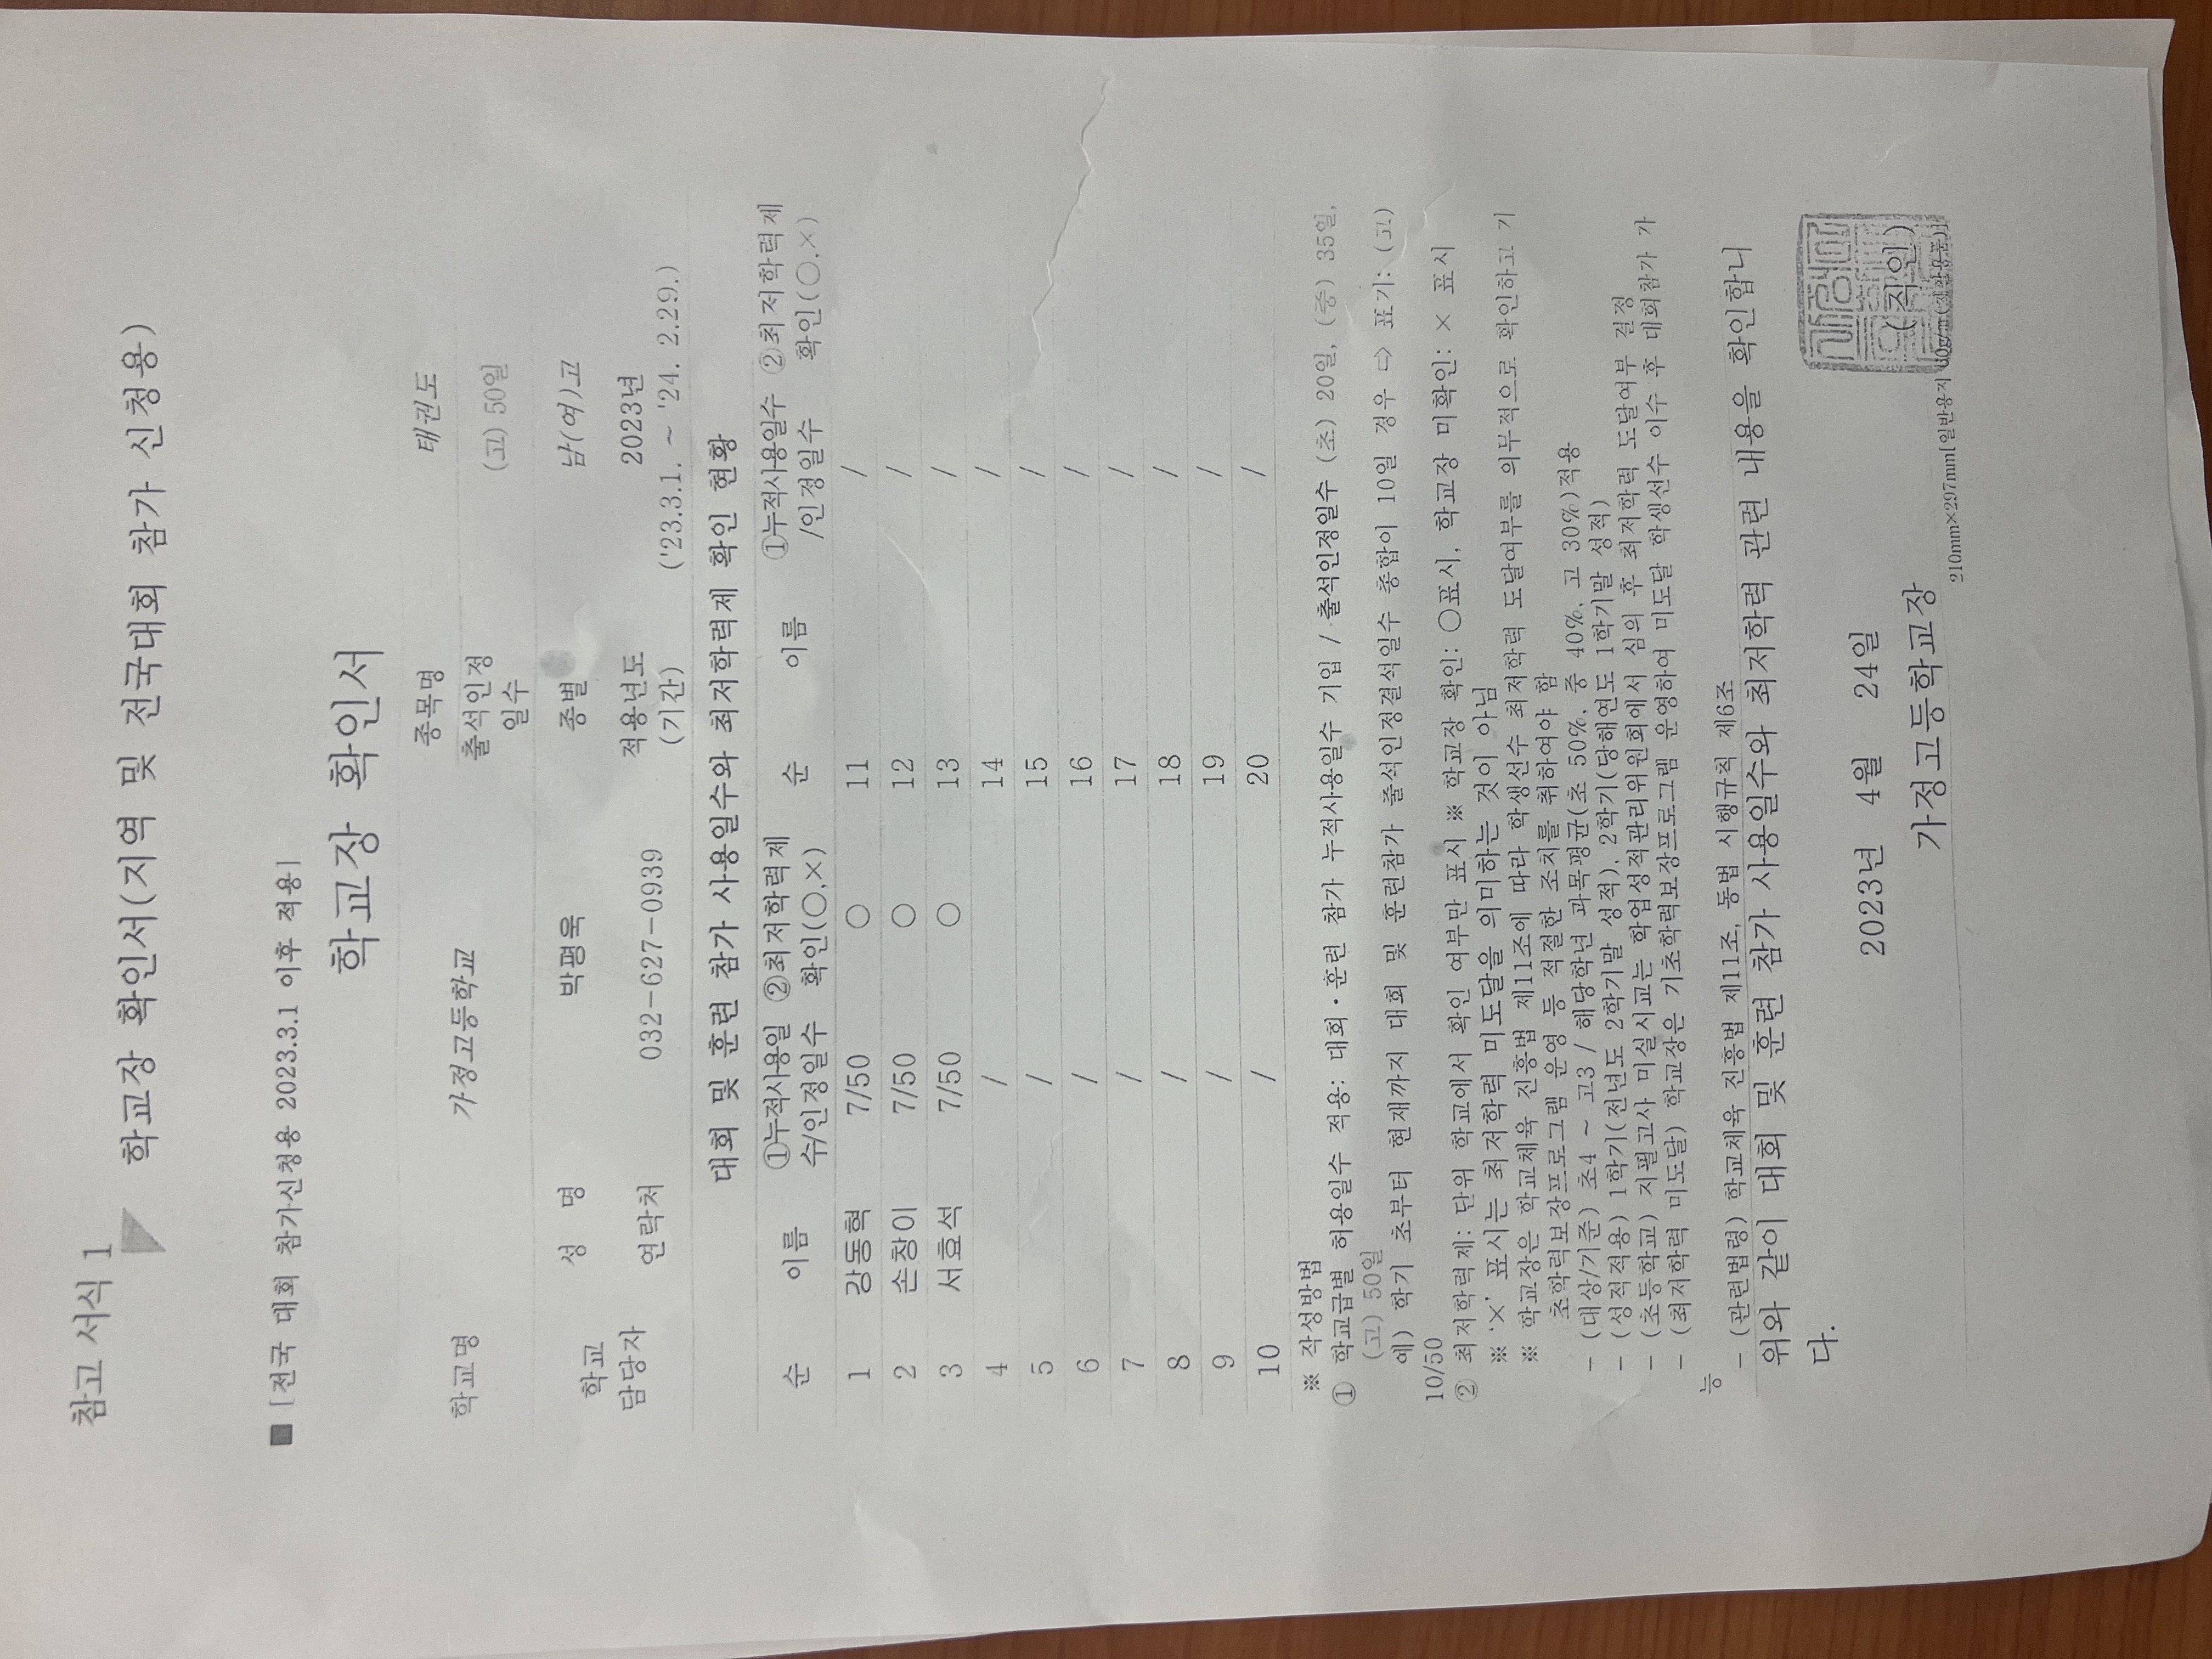 참고 서식 1
학교장 확인서(지역 및 전국대회 참가 신청용)
■ [전국 대회 참가신청용 2023.3.1 이후 적용]
학교장 확인서
학교명 가정고등학교 종목명 태권도
출석인정 일수 (고) 50일
학교 담당자 성 명 박평욱 종별 남(여)고
연락처 032-627-0939 적용년도 (기간) 2023년 ('23.3.1. ~ '24. 2.29.)
대회 및 훈련 참가 사용일수와 최저학력제 확인 현황
순 이름 ①누적사용일수/인정일수 ②최저학력제 확인(○,×) 순 이름 ①누적사용일수/인정일수 ②최저학력제 확인(○,×)
1 강동혁 7/50 ○ 11 /
2 손창이 7/50 ○ 12 /
3 서효석 7/50 ○ 13 /
4 / 14 /
5 / 15 /
6 / 16 /
7 / 17 /
8 / 18 /
9 / 19 /
10 / 20 /
※ 작성방법
① 학교급별 허용일수 적용: 대회·훈련 참가 누적사용일수 기입 / 출석인정일수 (초) 20일, (중) 35일,
(고) 50일
예) 학기 초부터 현재까지 대회 및 훈련참가 출석인정결석일수 총합이 10일 경우 ⇨ 표기: (고)
10/50
② 최저학력제: 단위 학교에서 확인 여부만 표시 ※ 학교장 확인: ○표시, 학교장 미확인: × 표시
※ '×' 표시는 최저학력 미도달을 의미하는 것이 아님
※ 학교장은 학교체육 진흥법 제11조에 따라 학생선수 최저학력 도달여부를 의무적으로 확인하고 기
초학력보장프로그램 운영 등 적절한 조치를 취하여야 함
- (대상/기준) 초4 ~ 고3 / 해당학년 과목평균(초 50%, 중 40%, 고 30%)적용
- (성적적용) 1학기(전년도 2학기말 성적), 2학기(당해연도 1학기말 성적)
- (초등학교) 지필고사 미실시교는 학업성적관리위원회에서 심의 후 최저학력 도달여부 결정
- (최저학력 미도달) 학교장은 기초학력보장프로그램 운영하여 미도달 학생선수 이수 후 대회참가 가
능
- (관련법령) 학교체육 진흥법 제11조, 동법 시행규칙 제6조
위와 같이 대회 및 훈련 참가 사용일수와 최저학력 관련 내용을 확인합니
다.
2023년 4월 24일
가정고등학교장 (직인)
210mm×297mm[일반용지